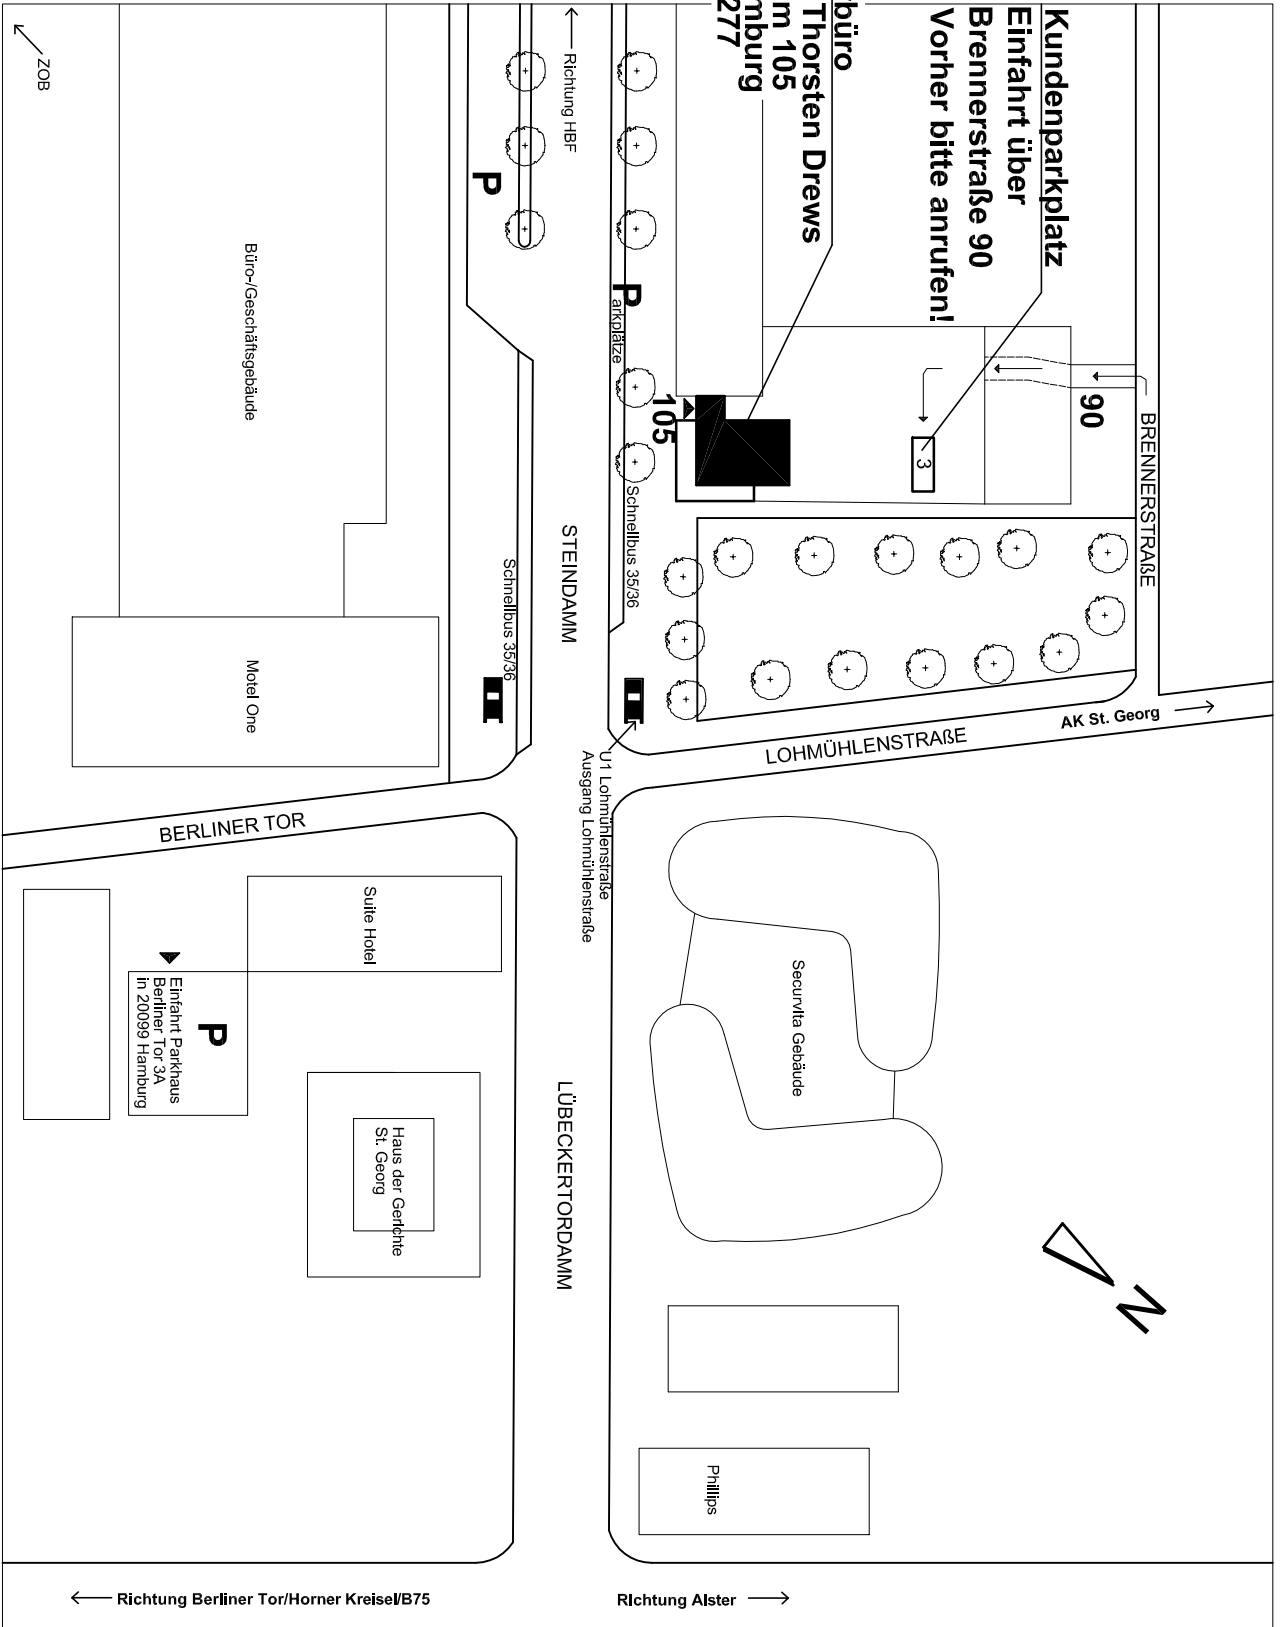 Kundenparkplatz
Einfahrt über
Brennerstraße 90
Vorher bitte anrufen!
büro
Thorsten Drews
m 105
mburg
277
BRENNERSTRAßE
90
3
105
P
arkplätze
Schnellbus 35/36
Richtung HBF
P
STEINDAMM
Schnellbus 35/36
ZOB
Büro-/Geschäftsgebäude
Motel One
U1 Lohmühlenstraße
Ausgang Lohmühlenstraße
LOHMÜHLENSTRAßE
AK St. Georg
BERLINER TOR
Suite Hotel
P
Einfahrt Parkhaus
Berliner Tor 3A
in 20099 Hamburg
Haus der Gerichte
St. Georg
LÜBECKERTORDAMM
Securvita Gebäude
N
Phillips
Richtung Berliner Tor/Horner Kreisel/B75
Richtung Alster